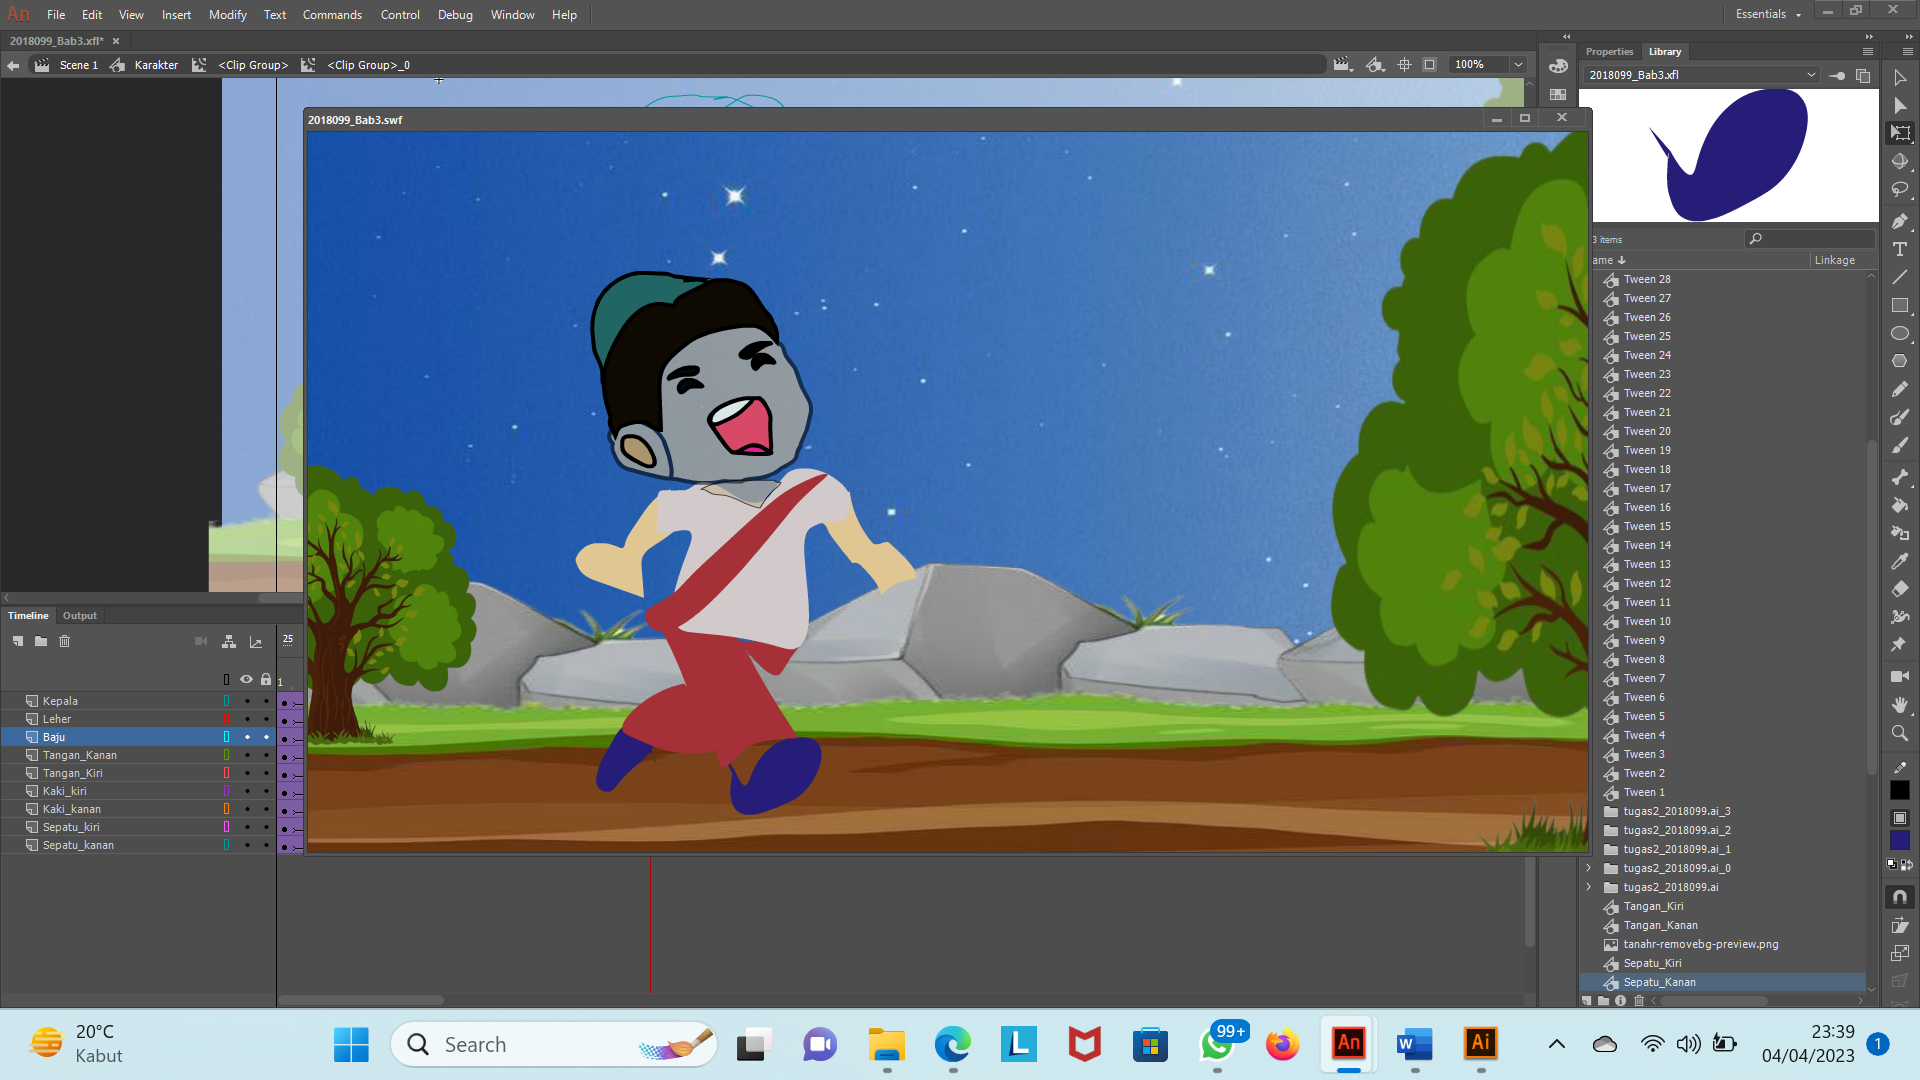 An File Edit View Insert Modify Text Commands Control Debug Window Help Essentials
2018099_Bab3.xfl*
Scene 1 Karakter <Clip Group> <Clip Group>_0 100%
2018099_Bab3.swf
Properties Library
2018099_Bab3.xfl
3 items
ame Linkage
Tween 28
Tween 27
Tween 26
Tween 25
Tween 24
Tween 23
Tween 22
Tween 21
Tween 20
Tween 19
Tween 18
Tween 17
Tween 16
Tween 15
Tween 14
Tween 13
Tween 12
Tween 11
Tween 10
Tween 9
Tween 8
Tween 7
Tween 6
Tween 5
Tween 4
Tween 3
Tween 2
Tween 1
tugas2_2018099.ai_3
tugas2_2018099.ai_2
tugas2_2018099.ai_1
tugas2_2018099.ai_0
tugas2_2018099.ai
Tangan_Kiri
Tangan_Kanan
tanahr-removebg-preview.png
Sepatu_Kiri
Sepatu_Kanan
Timeline Output
25
1
Kepala
Leher
Baju
Tangan_Kanan
Tangan_Kiri
Kaki_kiri
Kaki_kanan
Sepatu_kiri
Sepatu_kanan
20°C
Kabut
Search
L
99+
An
W
Ai
23:39
04/04/2023
1